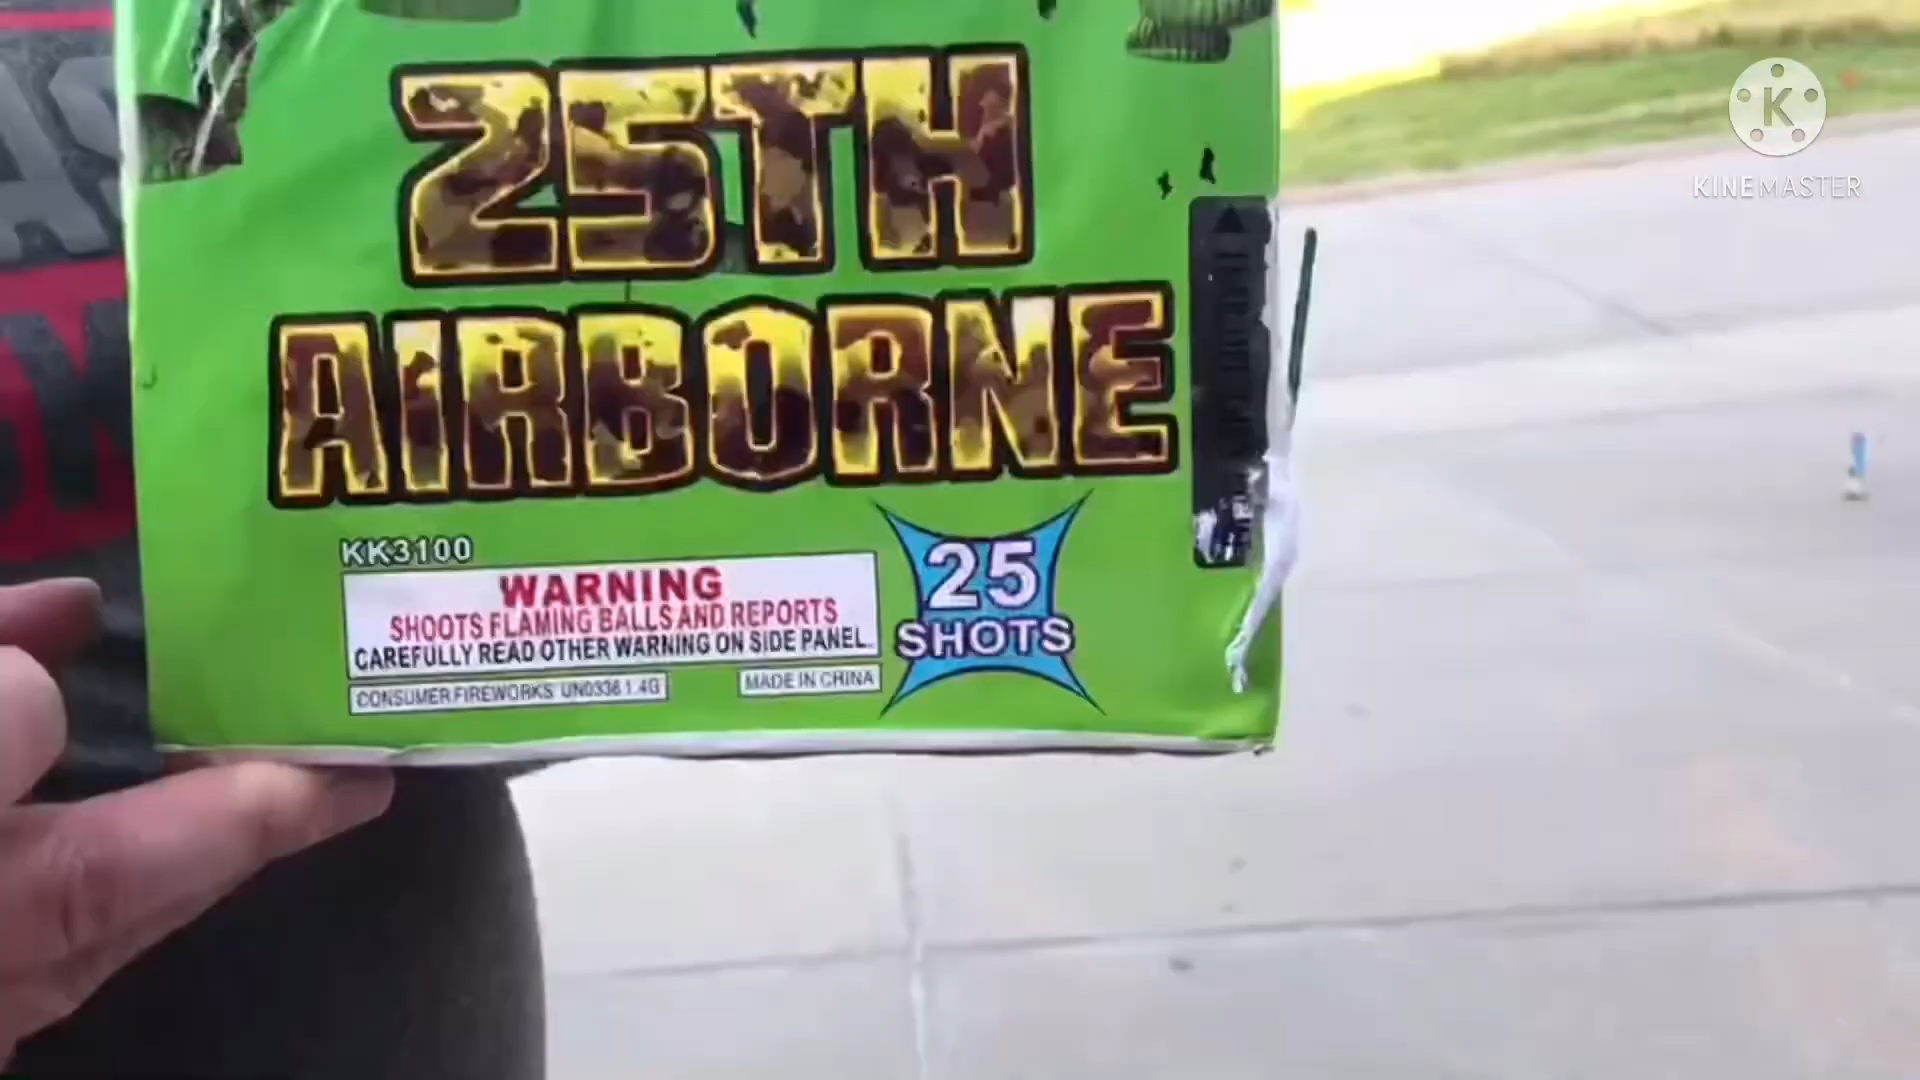 25TH
AIRBORNE
KK3100
WARNING
SHOOTS FLAMING BALLS AND REPORTS
CAREFULLY READ OTHER WARNING ON SIDE PANEL.
CONSUMER FIREWORKS UN0336 1.4G
MADE IN CHINA
25
SHOTS
K
KINEMASTER